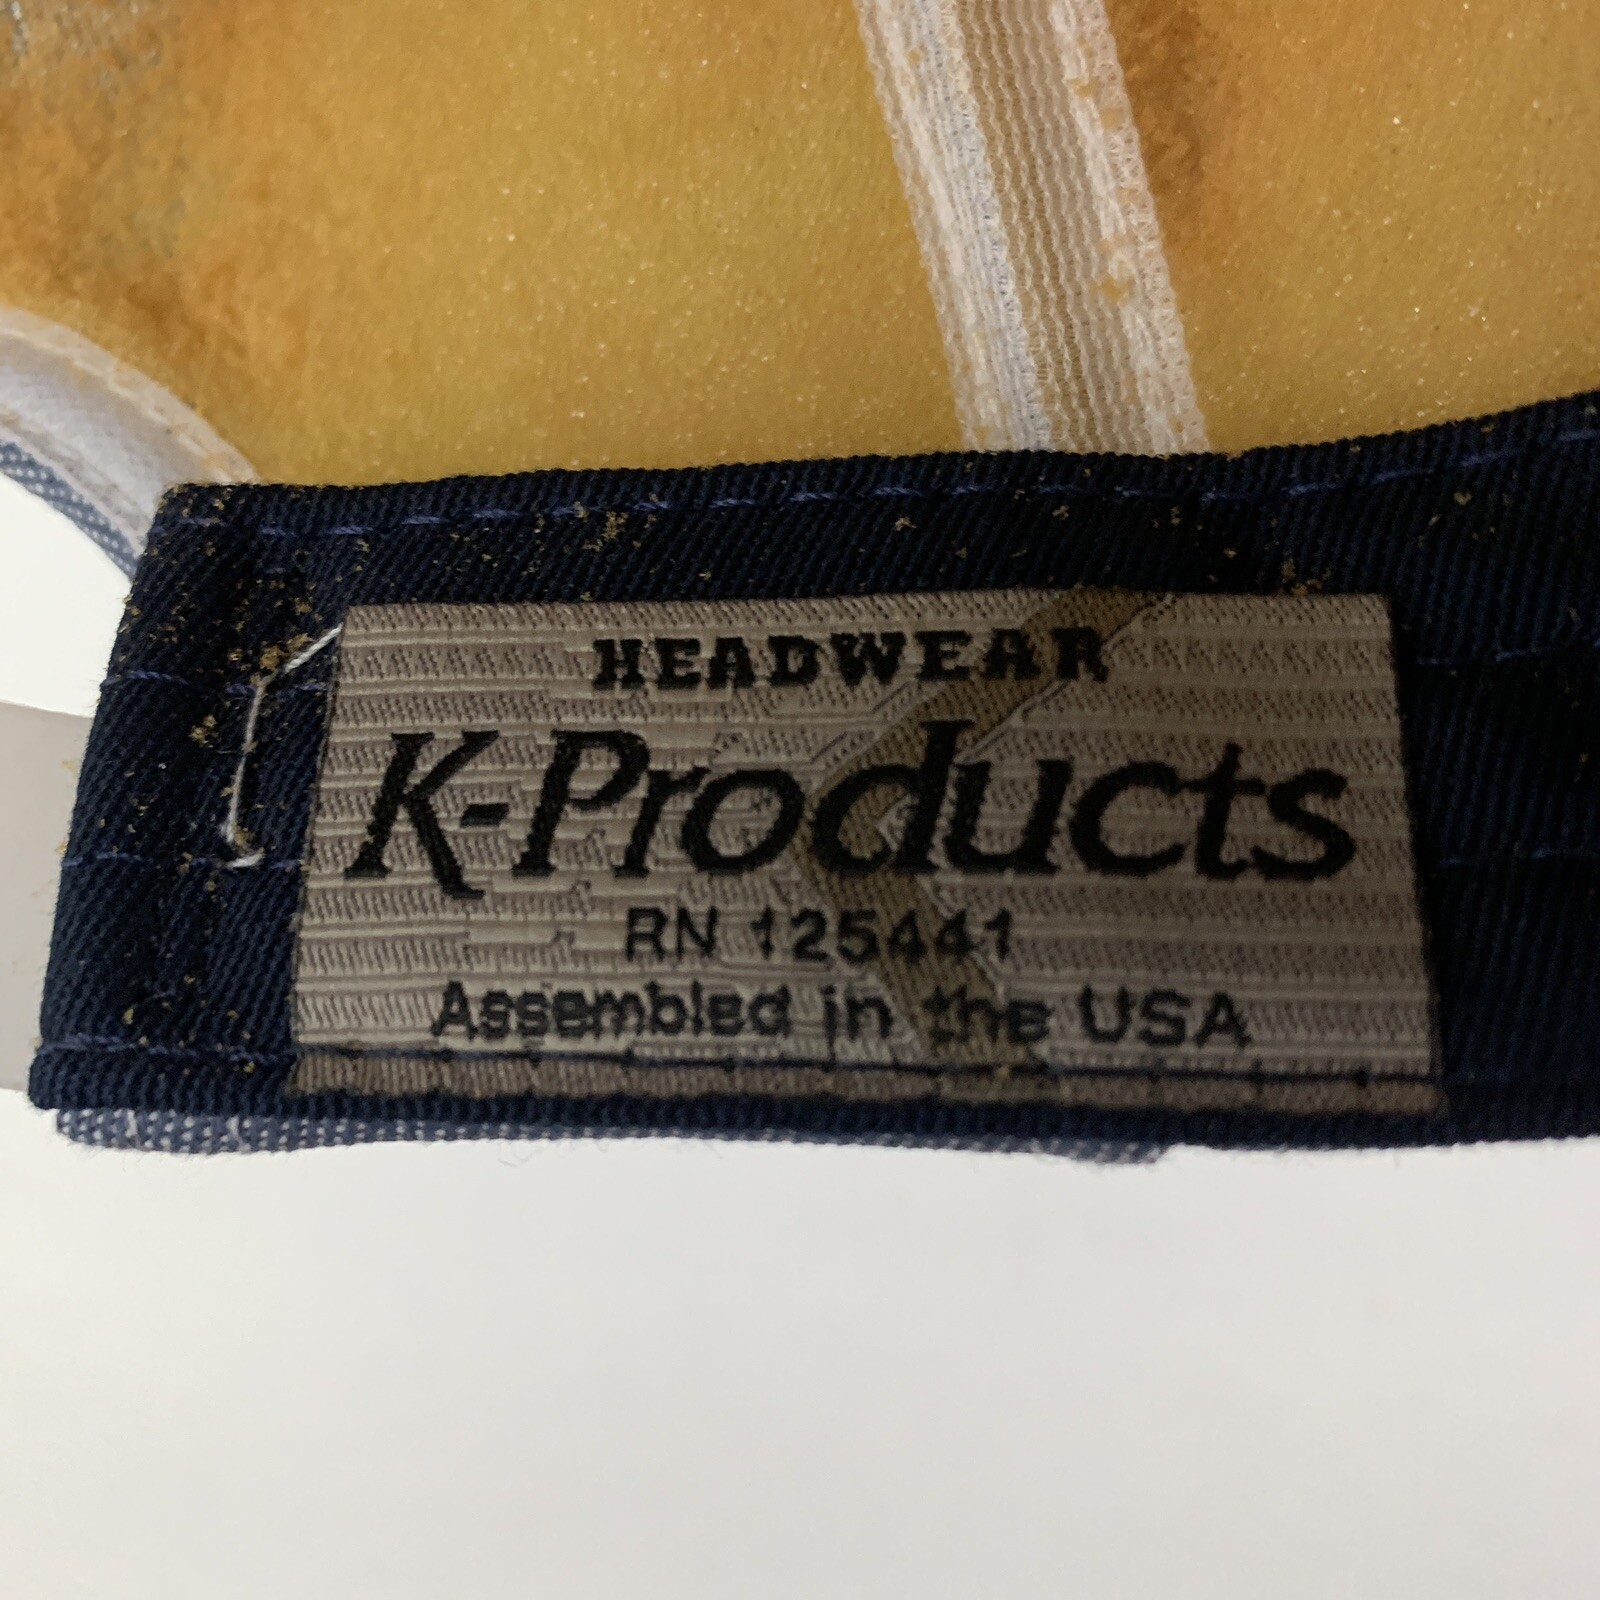 HEADWEAR
K-Products
RN 125441
Assembled in the USA